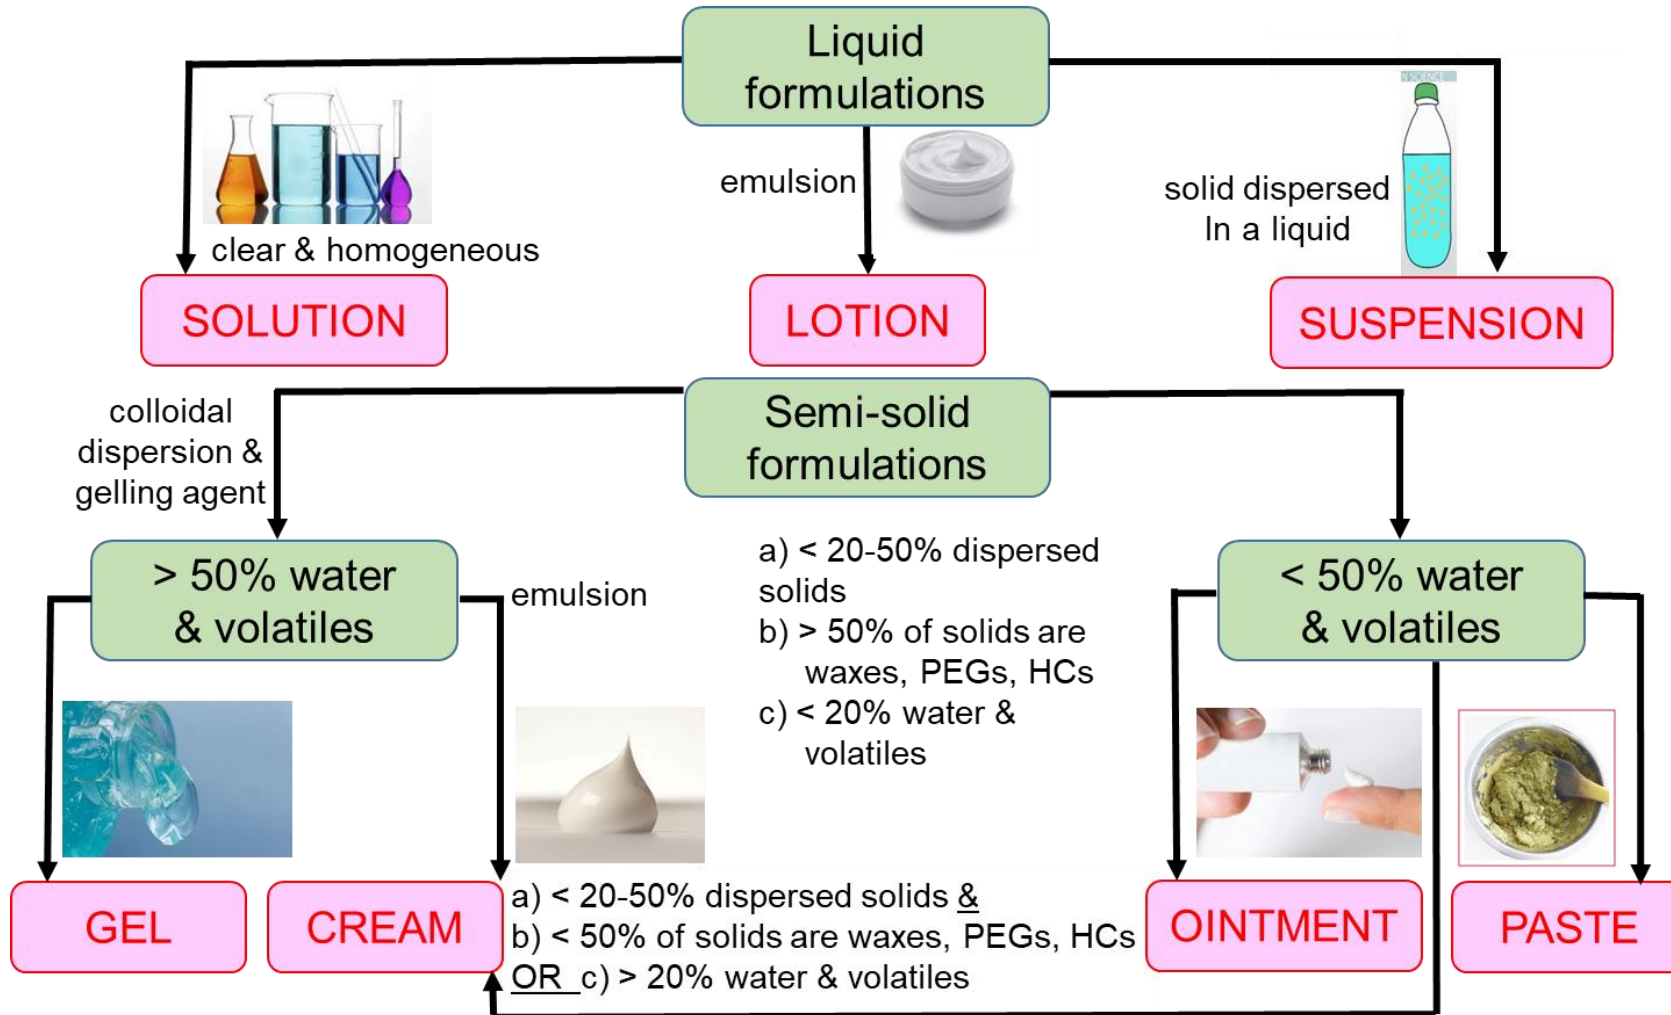 Liquid
formulations
N SCIENCE
emulsion
solid dispersed
In a liquid
clear & homogeneous
SOLUTION
LOTION
SUSPENSION
colloidal
dispersion &
gelling agent
Semi-solid
formulations
> 50% water
& volatiles
emulsion
a) < 20-50% dispersed
solids
b) > 50% of solids are
waxes, PEGs, HCs
c) < 20% water &
volatiles
< 50% water
& volatiles
GEL
CREAM
a) < 20-50% dispersed solids &
b) < 50% of solids are waxes, PEGs, HCs
OR c) > 20% water & volatiles
OINTMENT
PASTE